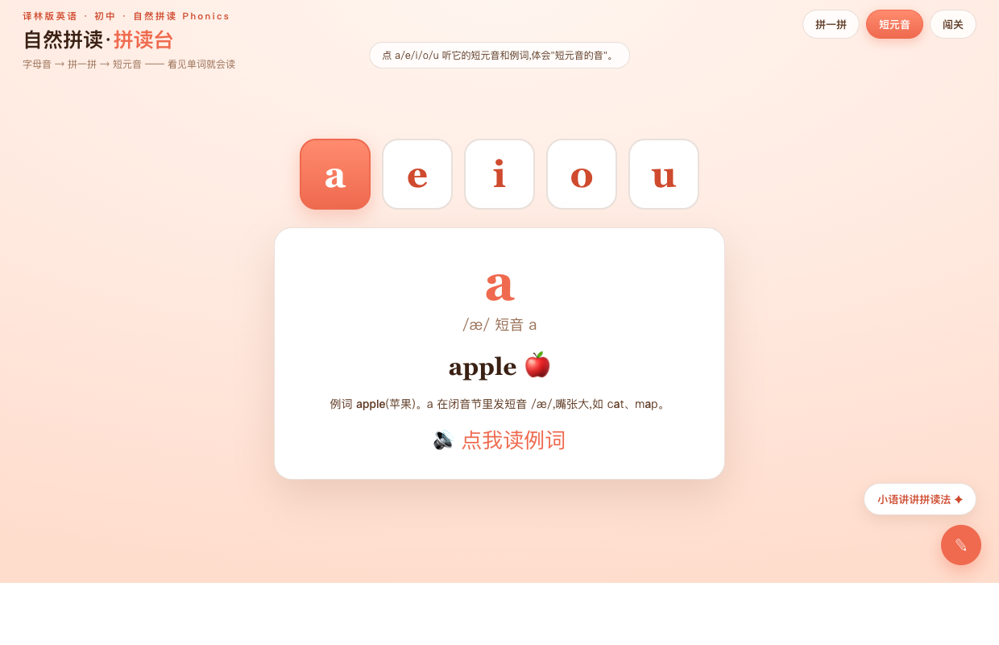 译林版英语 · 初中 · 自然拼读 Phonics
自然拼读·拼读台
字母音 → 拼一拼 → 短元音 —— 看见单词就会读
点 a/e/i/o/u 听它的短元音和例词,体会"短元音的音"。
拼一拼
短元音
闯关
a
e
i
o
u
a
/æ/ 短音 a
apple
例词 apple(苹果)。a 在闭音节里发短音 /æ/,嘴张大,如 cat、map。
点我读例词
小语讲讲拼读法 ✦